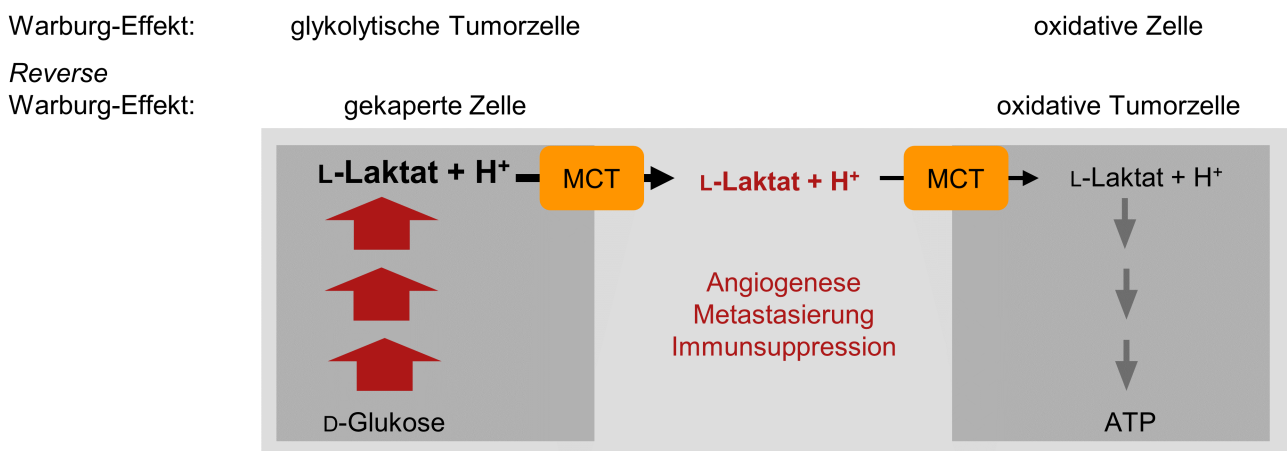 Warburg-Effekt: glykolytische Tumorzelle oxidative Zelle
Reverse
Warburg-Effekt: gekaperte Zelle oxidative Tumorzelle
L-Laktat + H⁺ MCT L-Laktat + H⁺ MCT L-Laktat + H⁺
Angiogenese
Metastasierung
Immunsuppression
D-Glukose ATP